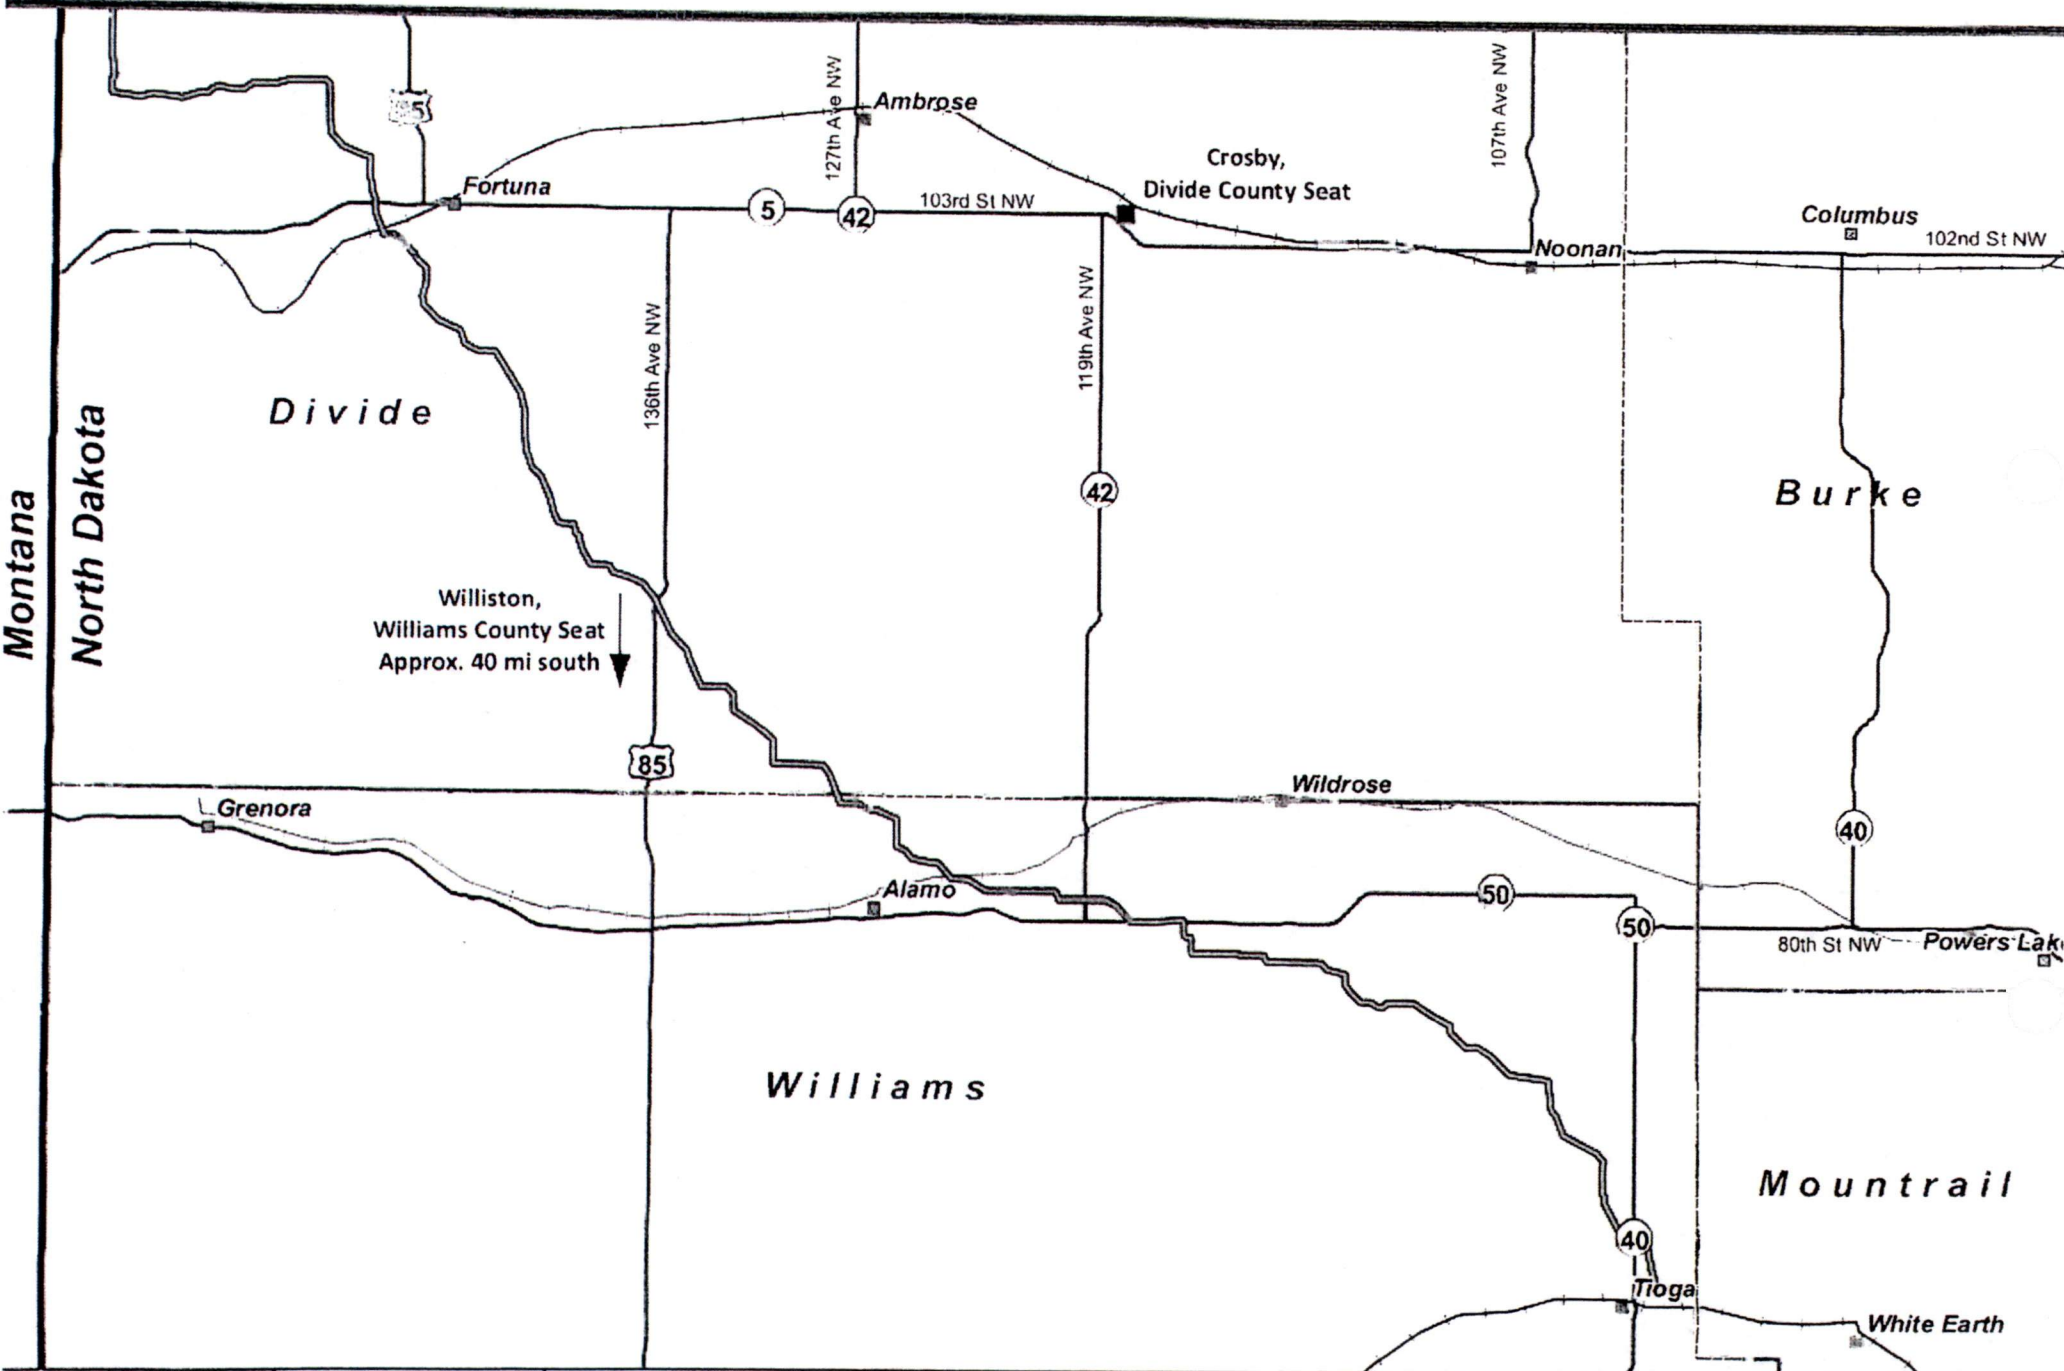 127th Ave NW
107th Ave NW
Ambrose
Crosby,
Divide County Seat
Fortuna
5
42
103rd St NW
Columbus
102nd St NW
Noonan
136th Ave NW
119th Ave NW
Divide
42
Burke
Montana
North Dakota
Williston,
Williams County Seat
Approx. 40 mi south
85
Wildrose
Grenora
40
Alamo
50
50
80th St NW
Powers Lake
Williams
Mountrail
40
Tioga
White Earth